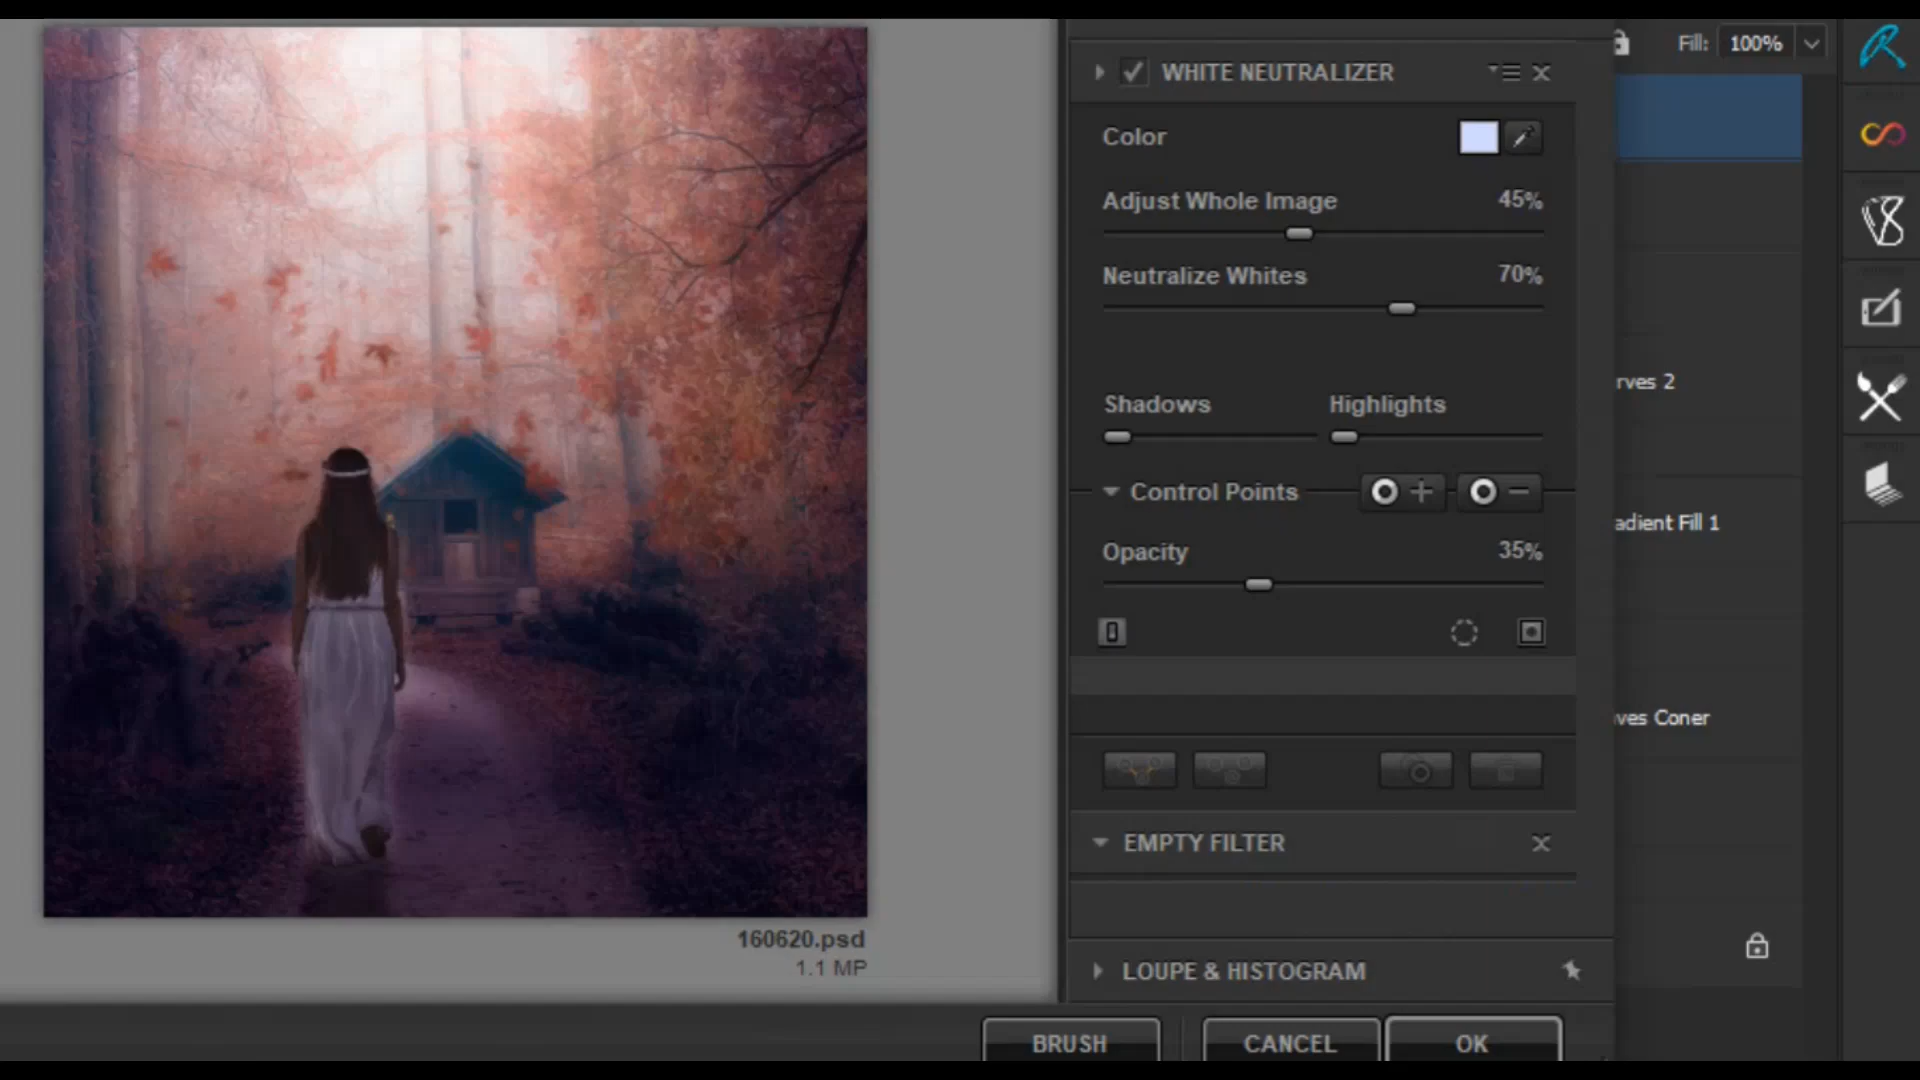 Fill: 100%
WHITE NEUTRALIZER
Color
Adjust Whole Image 45%
Neutralize Whites 70%
rves 2
Shadows Highlights
Control Points
adient Fill 1
Opacity 35%
ves Coner
EMPTY FILTER
160620.psd
1.1 MP
LOUPE & HISTOGRAM
BRUSH CANCEL OK